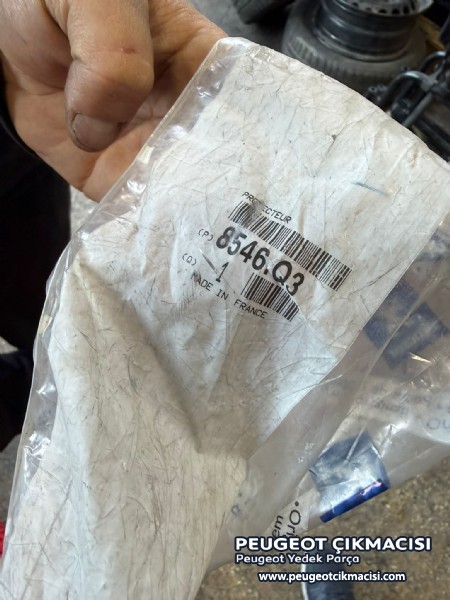 PROTECTEUR
(P) 8546.Q3
(Q) 1
MADE IN FRANCE
PEUGEOT ÇIKMACISI
Peugeot Yedek Parça
www.peugeotcikmacisi.com